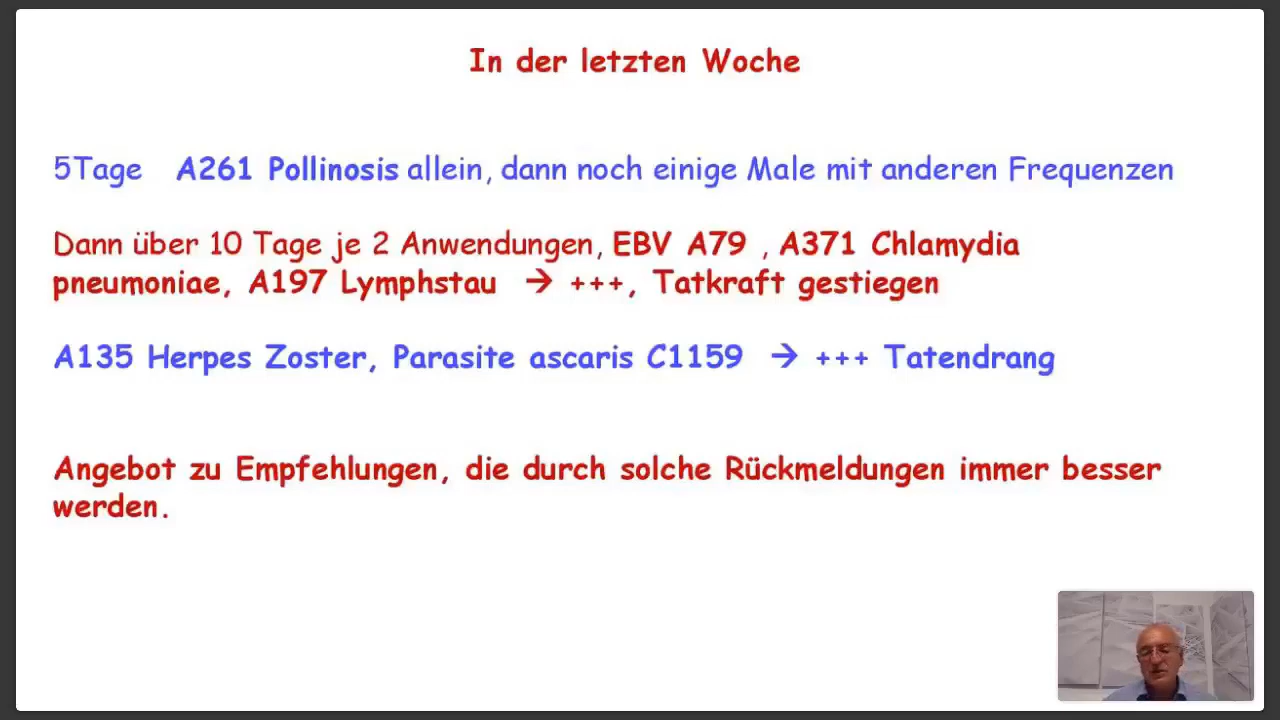 In der letzten Woche
5Tage A261 Pollinosis allein, dann noch einige Male mit anderen Frequenzen
Dann über 10 Tage je 2 Anwendungen, EBV A79 , A371 Chlamydia
pneumoniae, A197 Lymphstau → +++, Tatkraft gestiegen
A135 Herpes Zoster, Parasite ascaris C1159 → +++ Tatendrang
Angebot zu Empfehlungen, die durch solche Rückmeldungen immer besser
werden.